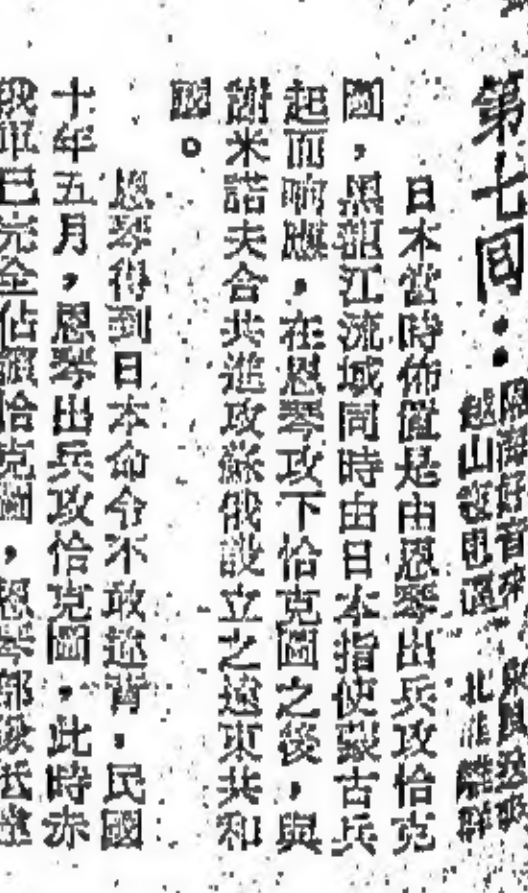 第七回：
日本當時佈置是由恩琴出兵攻恰克
圖，黑龍江流域同時由日本指使蒙古兵
起而响應，在恩琴攻下恰克圖之後，與
謝米諾夫合共進攻蘇俄設立之遠東共和
國。
恩琴得到日本命令不敢違背，民國
十年五月，恩琴出兵攻恰克圖，此時赤
俄軍已完全佔領恰克圖，恩琴部